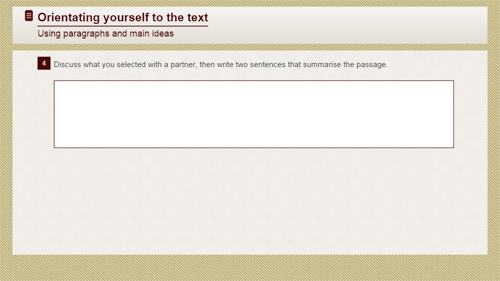 Orientating yourself to the text
Using paragraphs and main ideas
4 Discuss what you selected with a partner, then write two sentences that summarise the passage.